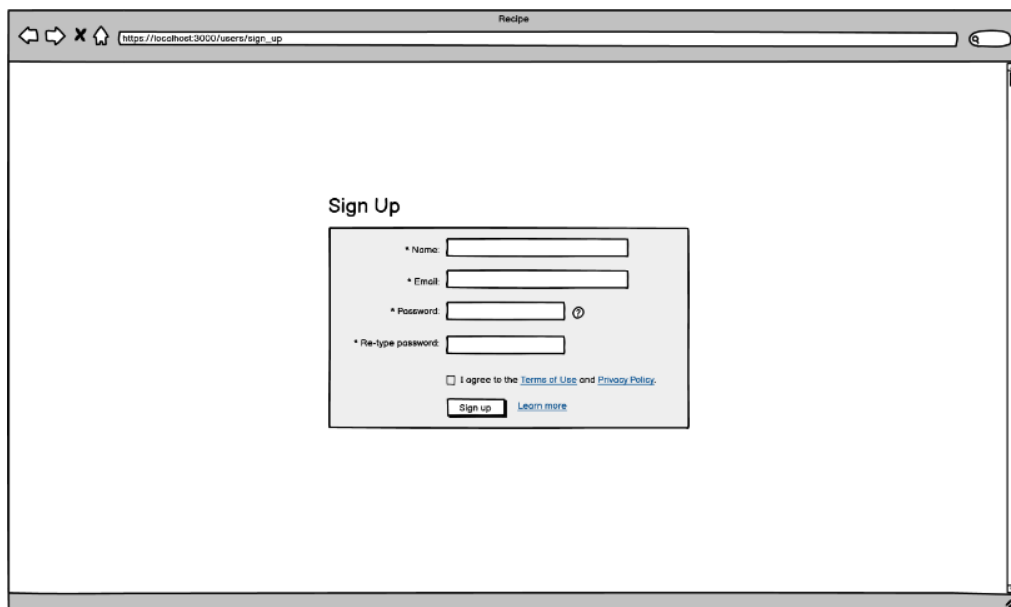 Recipe
https://localhost:3000/users/sign_up
Sign Up
* Name:
* Email:
* Password: ?
* Re-type password:
I agree to the Terms of Use and Privacy Policy.
Sign up Learn more